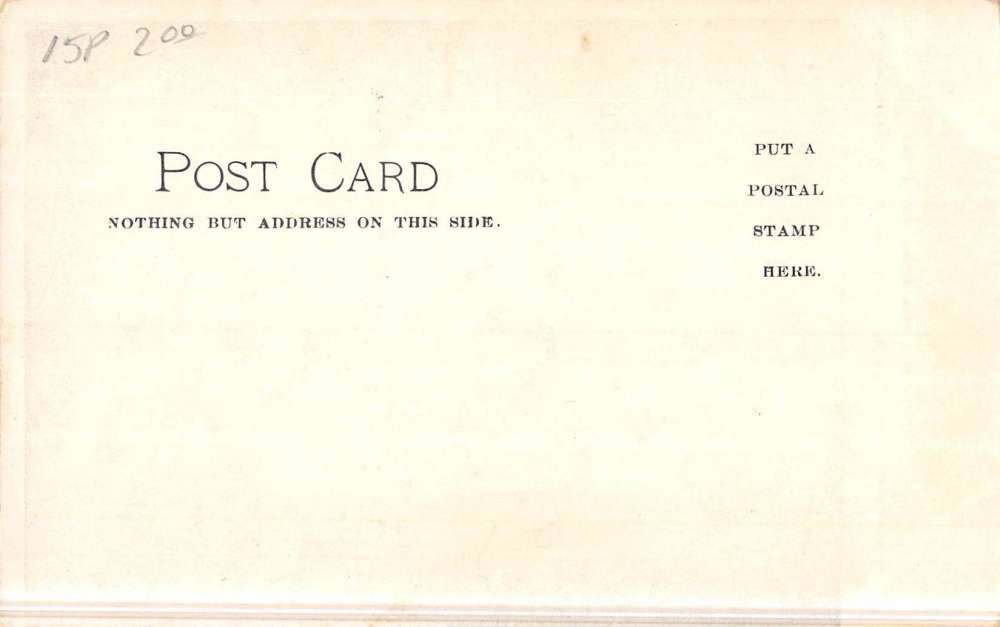 15P 200
POST CARD
NOTHING BUT ADDRESS ON THIS SIDE.
PUT A
POSTAL
STAMP
HERE.